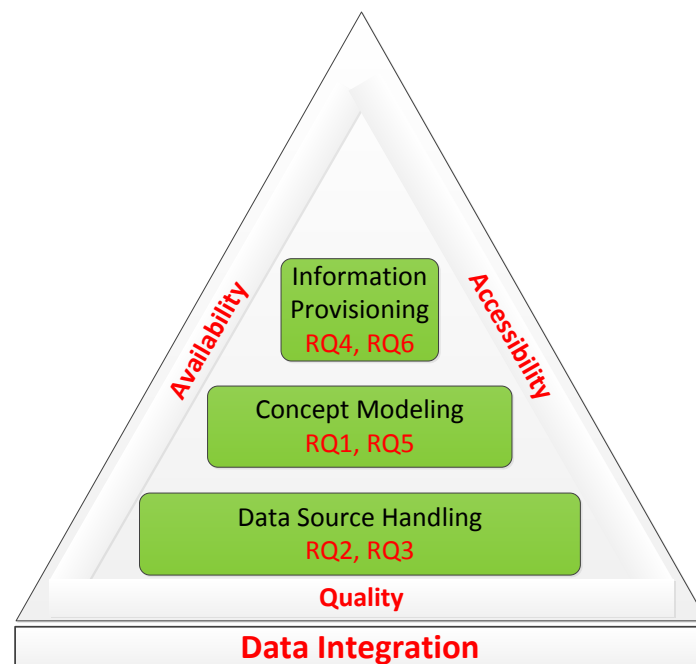 Information
Provisioning
RQ4, RQ6
Availability
Accessibility
Concept Modeling
RQ1, RQ5
Data Source Handling
RQ2, RQ3
Quality
Data Integration